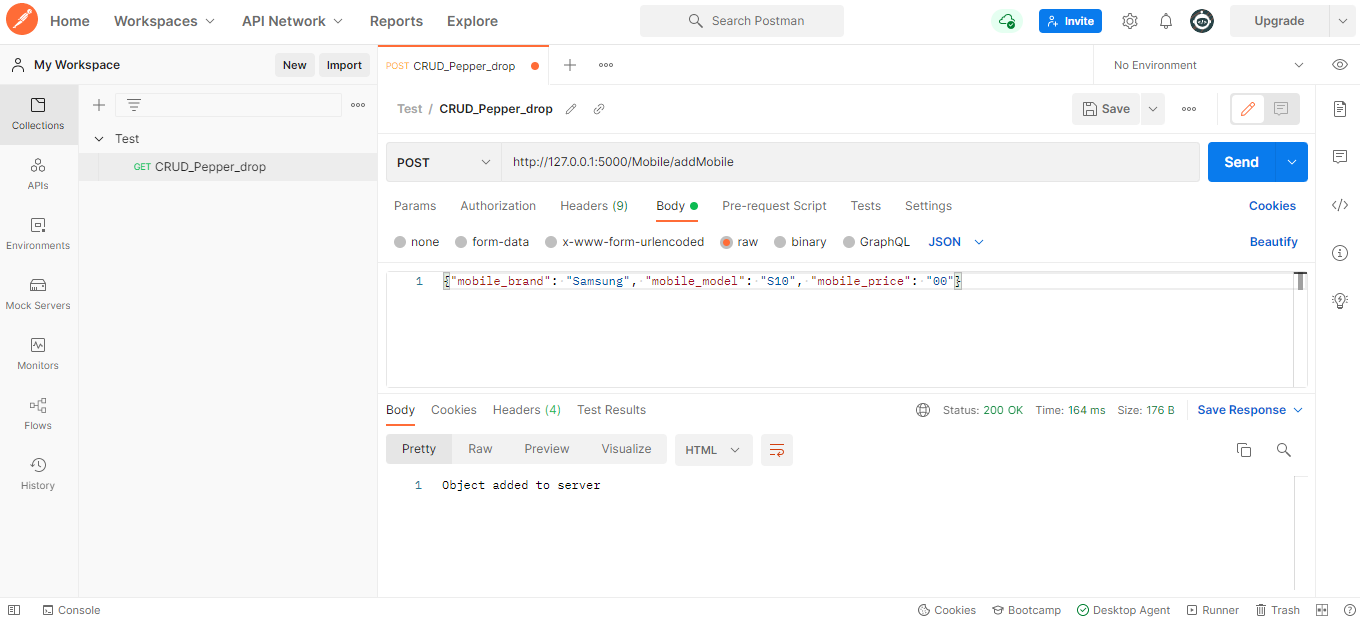 Home Workspaces API Network Reports Explore Search Postman Invite Upgrade
My Workspace New Import POST CRUD_Pepper_drop No Environment
Collections
APIs
Environments
Mock Servers
Monitors
Flows
History
Test
GET CRUD_Pepper_drop
Test / CRUD_Pepper_drop Save
POST http://127.0.0.1:5000/Mobile/addMobile Send
Params Authorization Headers (9) Body Pre-request Script Tests Settings Cookies
none form-data x-www-form-urlencoded raw binary GraphQL JSON Beautify
1 {"mobile_brand": "Samsung", "mobile_model": "S10", "mobile_price": "00"}
Body Cookies Headers (4) Test Results Status: 200 OK Time: 164 ms Size: 176 B Save Response
Pretty Raw Preview Visualize HTML
1 Object added to server
Console Cookies Bootcamp Desktop Agent Runner Trash